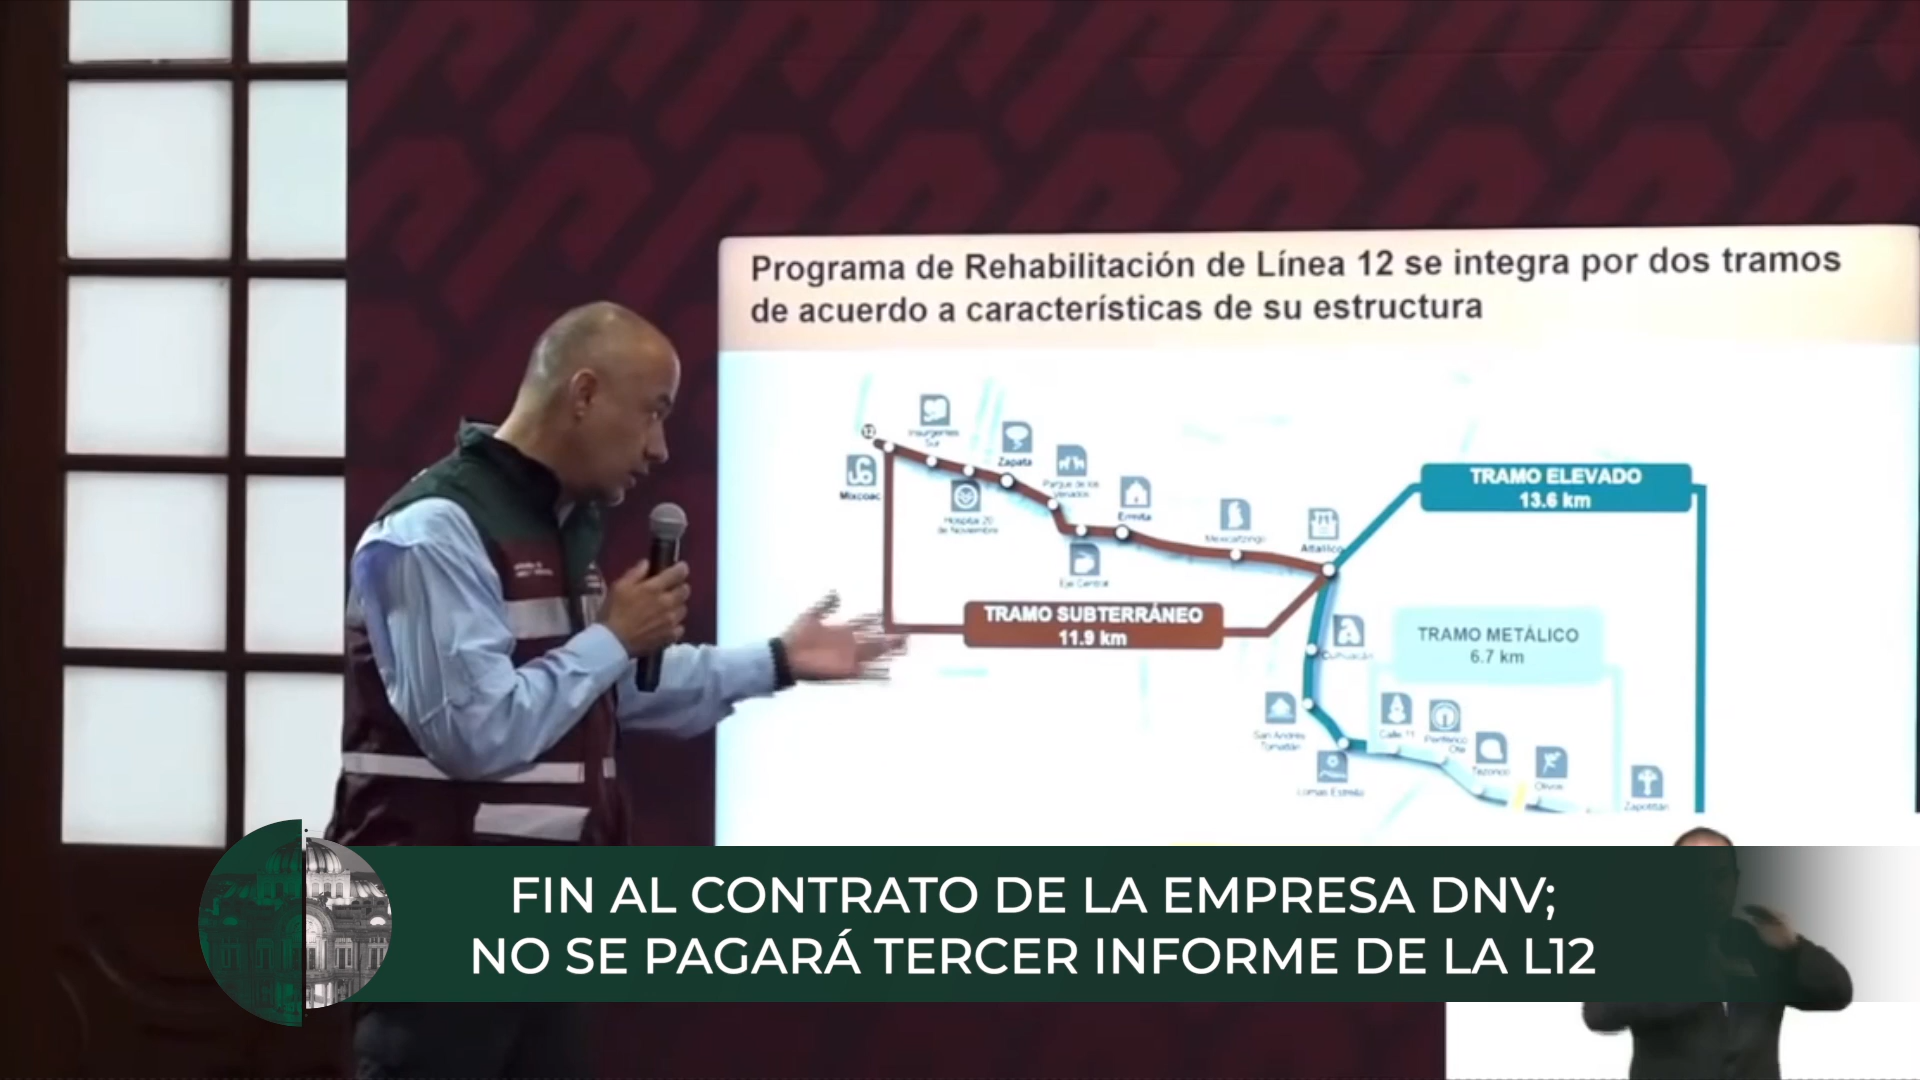 Programa de Rehabilitación de Línea 12 se integra por dos tramos
de acuerdo a características de su estructura
12
Insurgentes
Sur
Zapata
Parque de los
Venados
Mixcoac
Hospital 20
de Noviembre
Ermita
Mexicaltzingo
Atlalilco
Eje Central
TRAMO ELEVADO
13.6 km
TRAMO SUBTERRÁNEO
11.9 km
TRAMO METÁLICO
6.7 km
Culhuacán
San Andrés
Tomatlán
Calle 11
Periférico
Ote
Lomas Estrella
Tezonco
Olivos
Zapotitlán
FIN AL CONTRATO DE LA EMPRESA DNV;
NO SE PAGARÁ TERCER INFORME DE LA L12